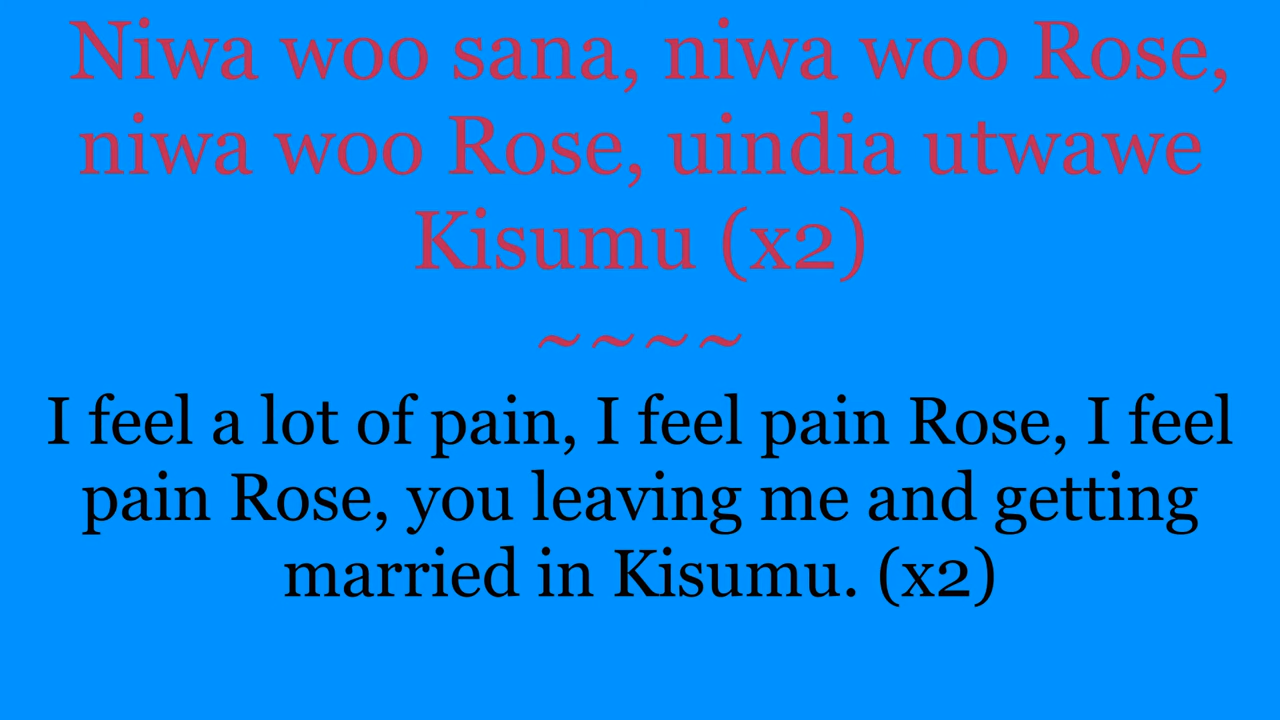 Niwa woo sana, niwa woo Rose,
niwa woo Rose, uindia utwawe
Kisumu (x2)
~~~~
I feel a lot of pain, I feel pain Rose, I feel
pain Rose, you leaving me and getting
married in Kisumu. (x2)